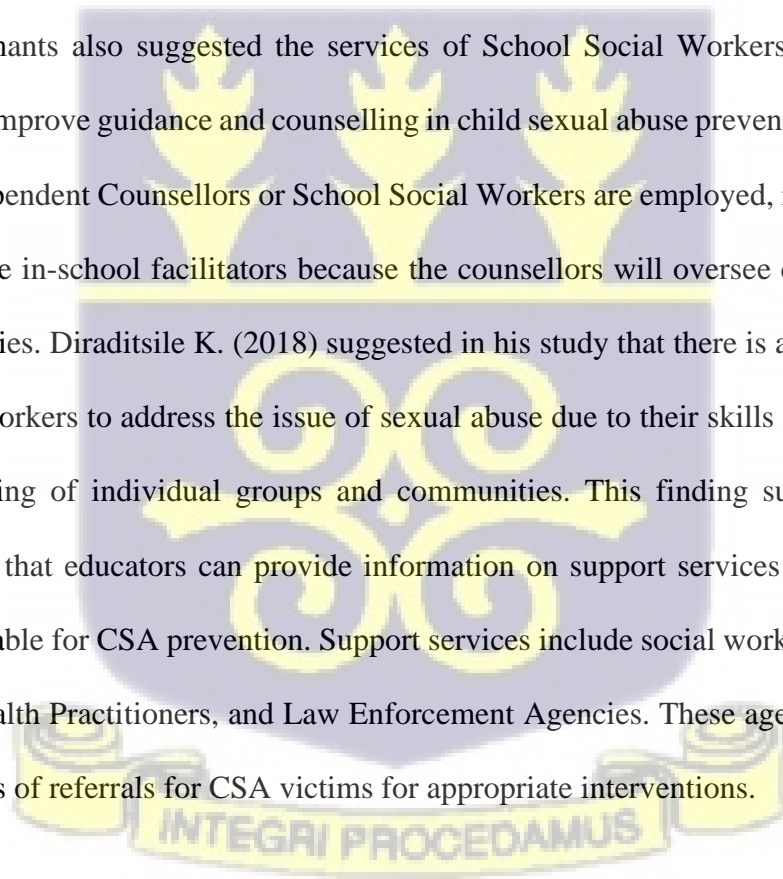 nants also suggested the services of School Social Workers
mprove guidance and counselling in child sexual abuse preven
pendent Counsellors or School Social Workers are employed,
e in-school facilitators because the counsellors will oversee
ies. Diraditsile K. (2018) suggested in his study that there is a
orkers to address the issue of sexual abuse due to their skills
ing of individual groups and communities. This finding su
that educators can provide information on support services
able for CSA prevention. Support services include social work
alth Practitioners, and Law Enforcement Agencies. These age
s of referrals for CSA victims for appropriate interventions.
INTEGRI PROCEDAMUS